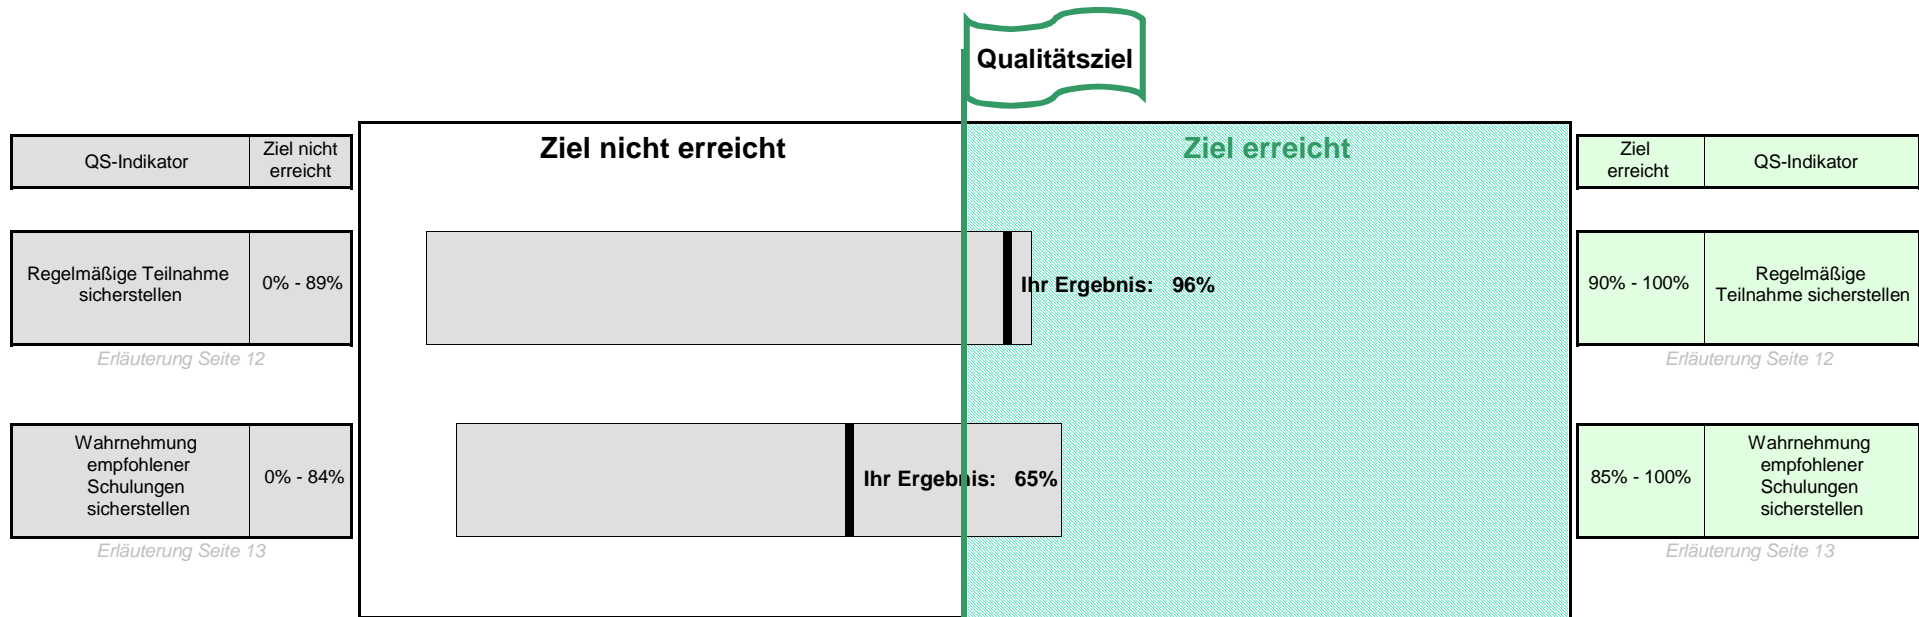 Qualitätsziel
Ziel nicht erreicht
Ziel erreicht
QS-Indikator
Ziel nicht
erreicht
Ziel
erreicht
QS-Indikator
Regelmäßige Teilnahme
sicherstellen
0% - 89%
Ihr Ergebnis: 96%
90% - 100%
Regelmäßige
Teilnahme sicherstellen
Erläuterung Seite 12
Erläuterung Seite 12
Wahrnehmung
empfohlener
Schulungen
sicherstellen
0% - 84%
Ihr Ergebnis: 65%
85% - 100%
Wahrnehmung
empfohlener
Schulungen
sicherstellen
Erläuterung Seite 13
Erläuterung Seite 13